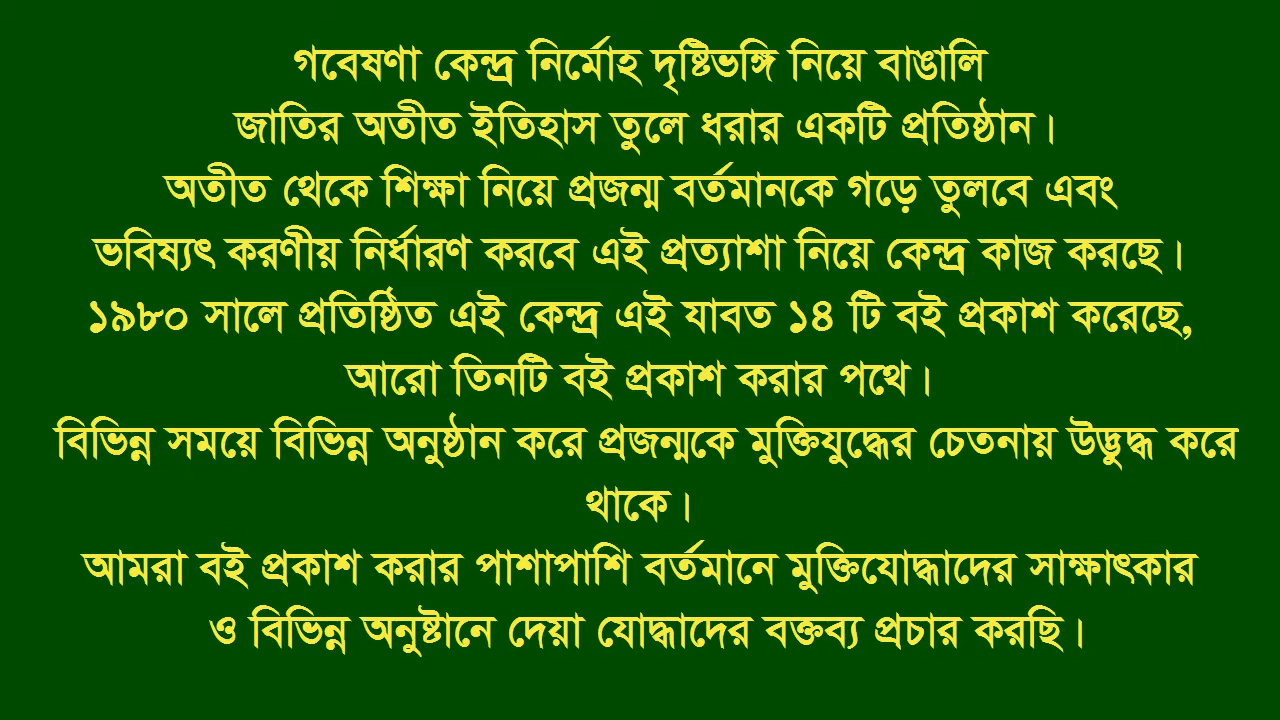 গবেষণা কেন্দ্র নির্মোহ দৃষ্টিভঙ্গি নিয়ে বাঙালি
জাতির অতীত ইতিহাস তুলে ধরার একটি প্রতিষ্ঠান।
অতীত থেকে শিক্ষা নিয়ে প্রজন্ম বর্তমানকে গড়ে তুলবে এবং
ভবিষ্যৎ করণীয় নির্ধারণ করবে এই প্রত্যাশা নিয়ে কেন্দ্র কাজ করছে।
১৯৮০ সালে প্রতিষ্ঠিত এই কেন্দ্র এই যাবত ১৪ টি বই প্রকাশ করেছে,
আরো তিনটি বই প্রকাশ করার পথে।
বিভিন্ন সময়ে বিভিন্ন অনুষ্ঠান করে প্রজন্মকে মুক্তিযুদ্ধের চেতনায় উদ্ভুদ্ধ করে
থাকে।
আমরা বই প্রকাশ করার পাশাপাশি বর্তমানে মুক্তিযোদ্ধাদের সাক্ষাৎকার
ও বিভিন্ন অনুষ্টানে দেয়া যোদ্ধাদের বক্তব্য প্রচার করছি।